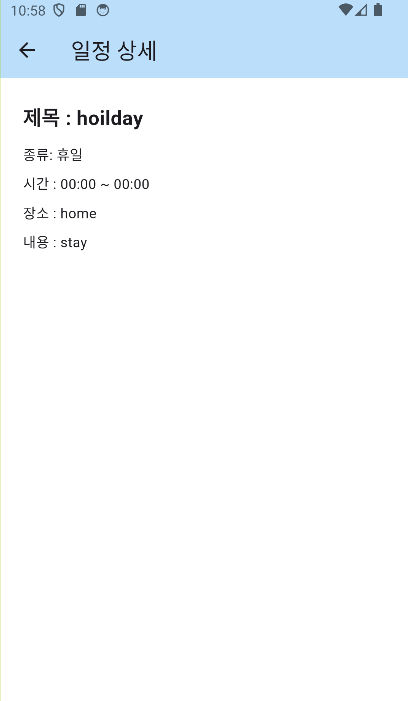 10:58
일정 상세
제목 : hoilday
종류: 휴일
시간 : 00:00 ~ 00:00
장소 : home
내용 : stay